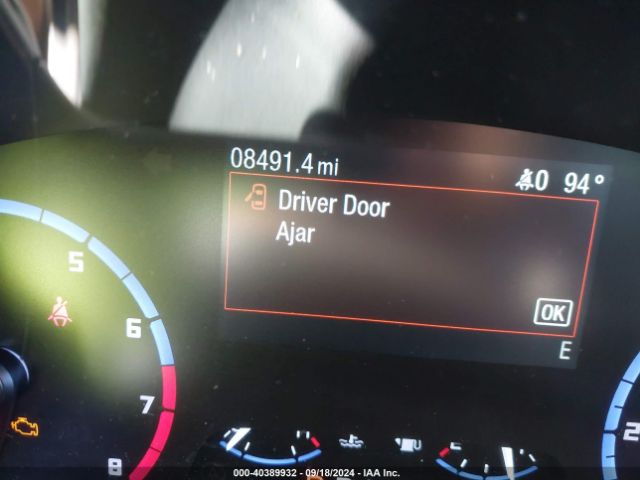 08491.4 mi
0 94°
Driver Door
Ajar
OK
E
5
6
7
8
2
000-40389932 - 09/18/2024 - IAA Inc.